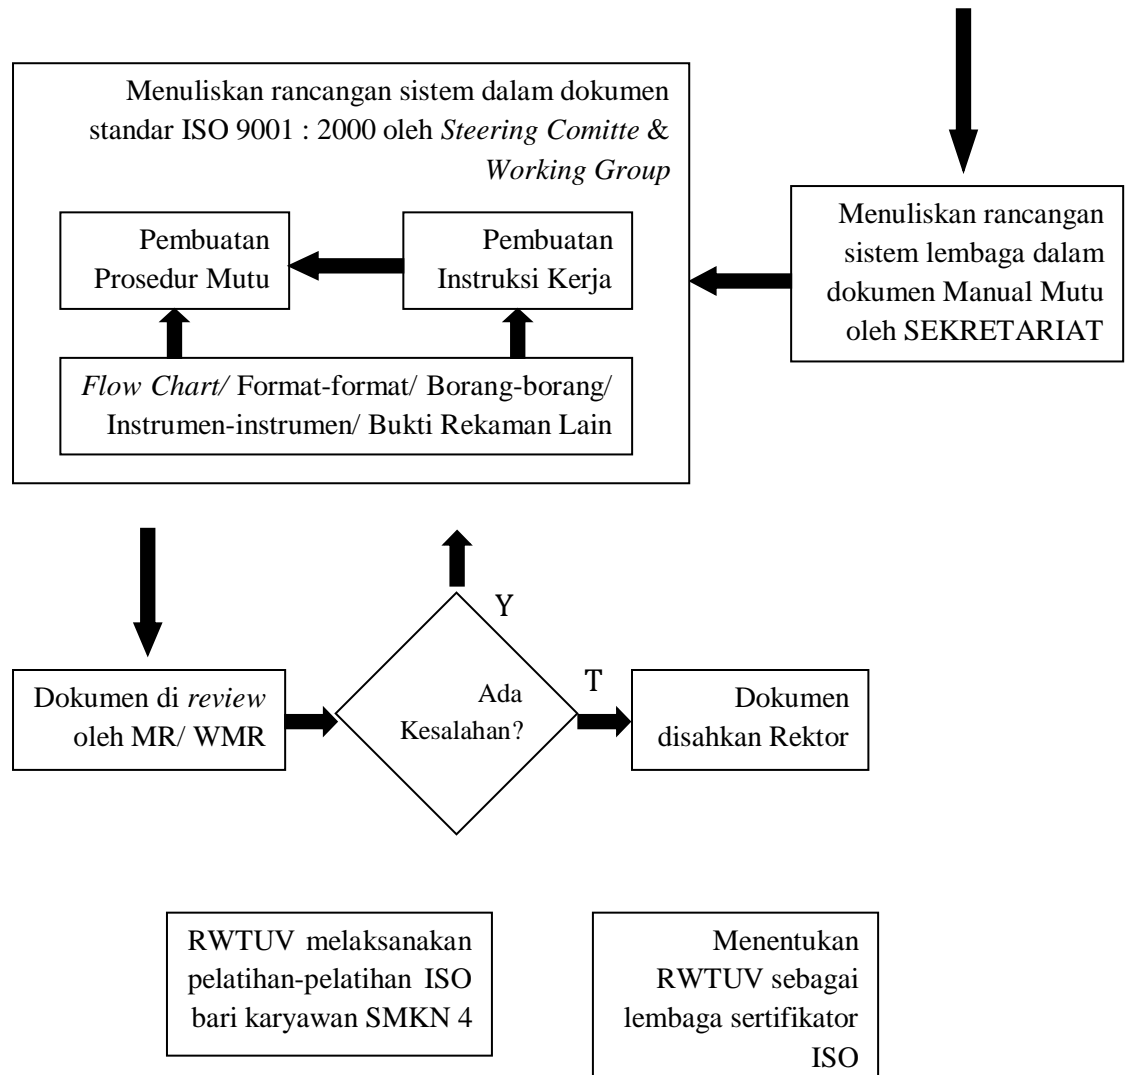 Menuliskan rancangan sistem dalam dokumen
standar ISO 9001 : 2000 oleh Steering Comitte &
Working Group
Menuliskan rancangan
sistem lembaga dalam
dokumen Manual Mutu
oleh SEKRETARIAT
Pembuatan
Prosedur Mutu
Pembuatan
Instruksi Kerja
Flow Chart/ Format-format/ Borang-borang/
Instrumen-instrumen/ Bukti Rekaman Lain
Y
T
Dokumen di review
oleh MR/ WMR
Ada
Kesalahan?
Dokumen
disahkan Rektor
RWTUV melaksanakan
pelatihan-pelatihan ISO
bari karyawan SMKN 4
Menentukan
RWTUV sebagai
lembaga sertifikator
ISO